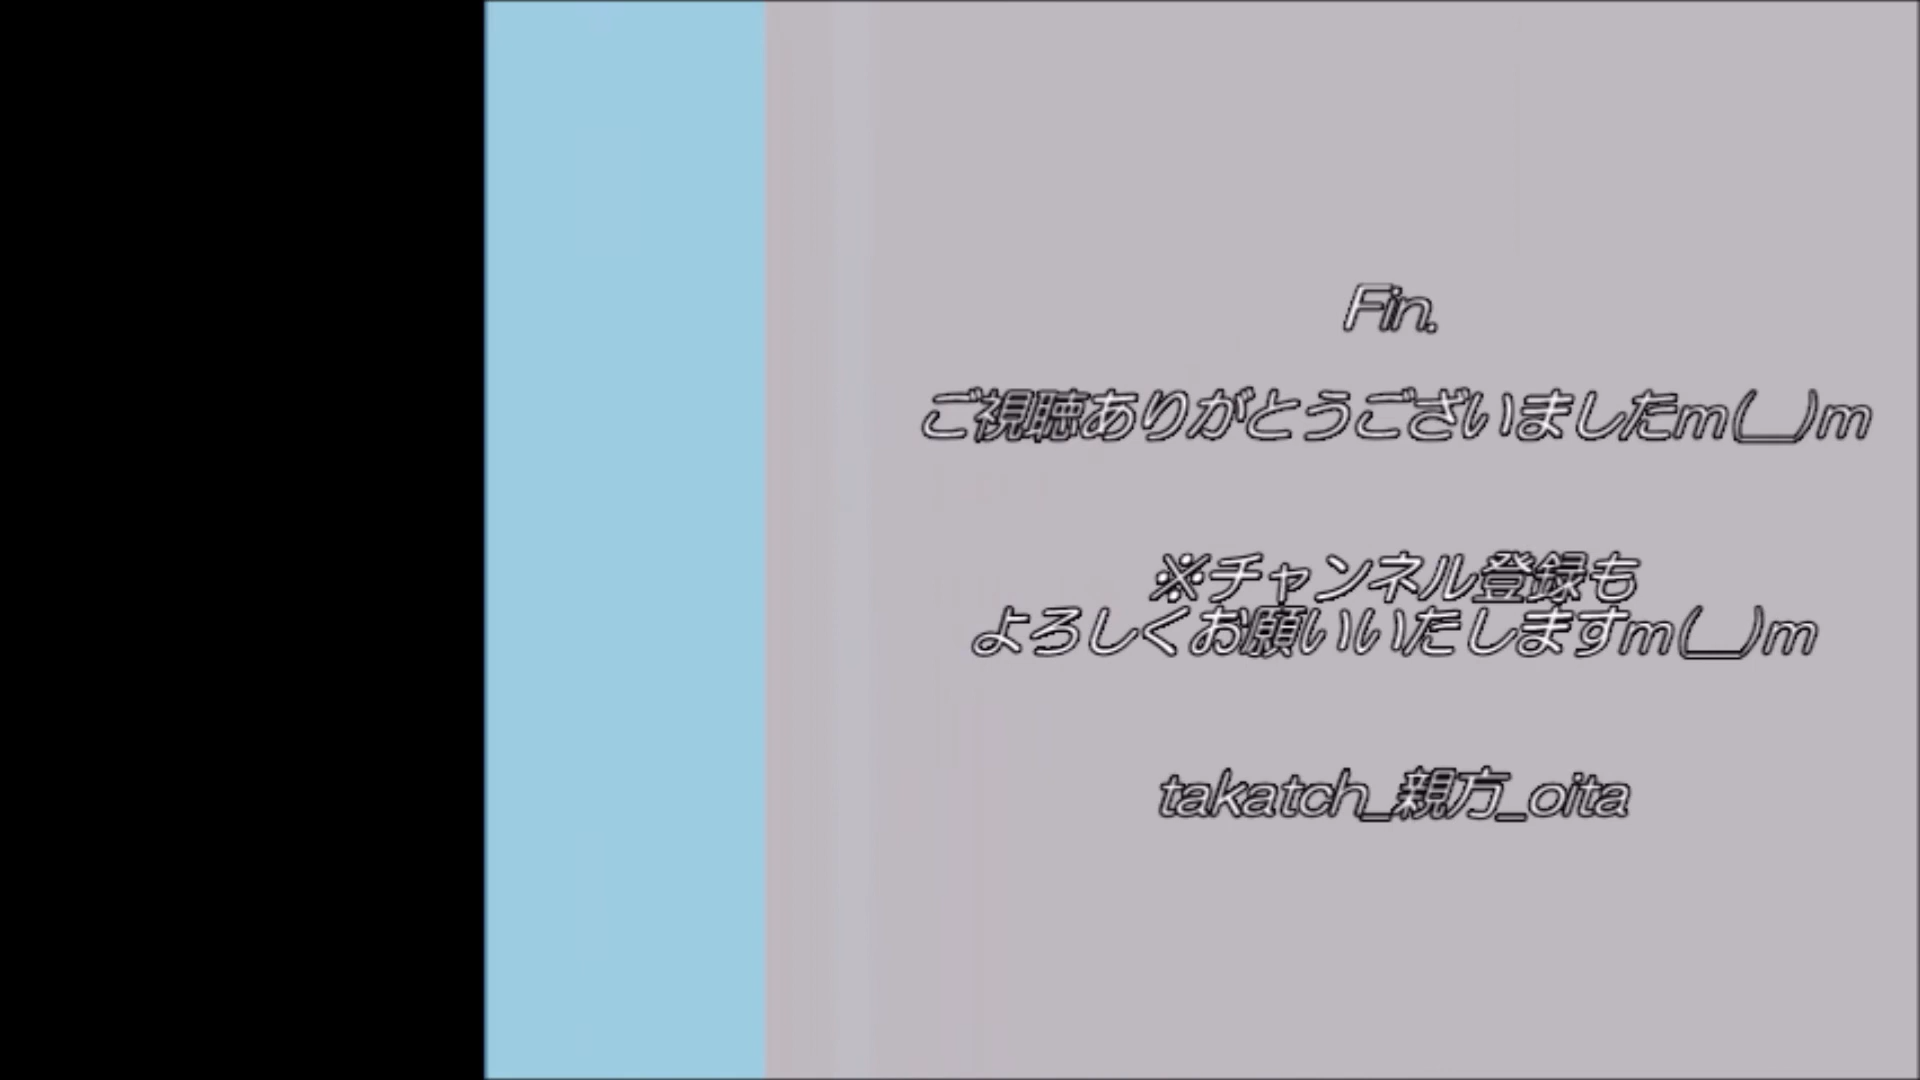 Fin.
ご視聴ありがとうございましたm(__)m
※チャンネル登録も
よろしくお願いいたしますm(__)m
takatch_親方_oita